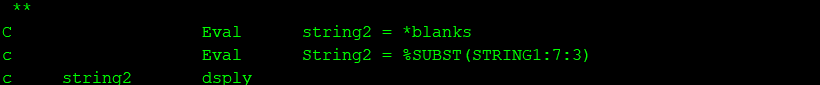 **
C                   Eval      string2 = *blanks
c                   Eval      String2 = %SUBST(STRING1:7:3)
c     string2       dsply